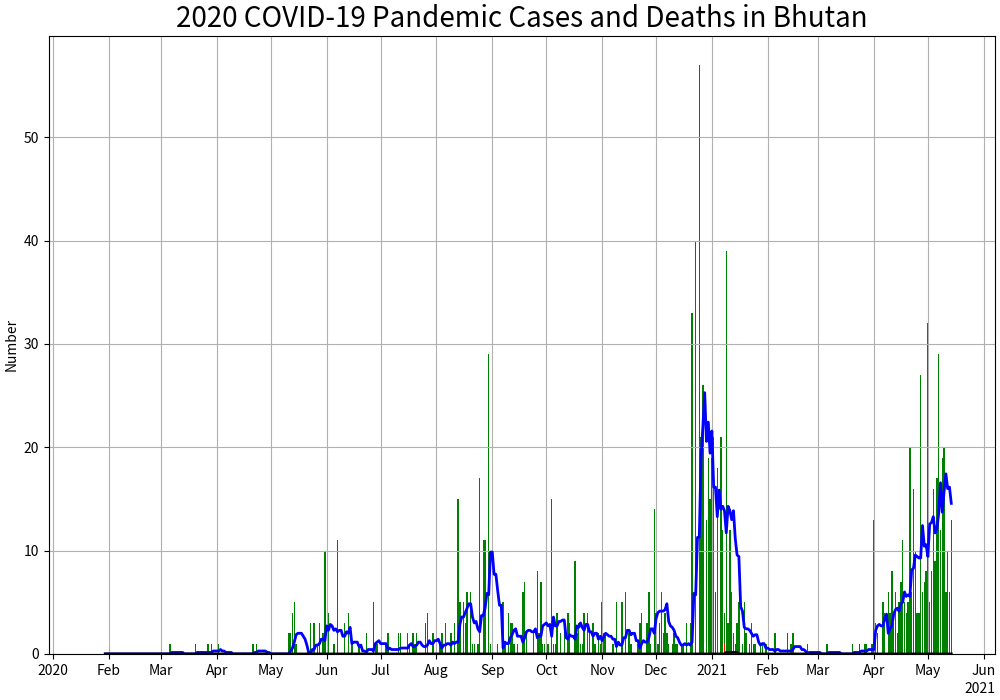 2020 COVID-19 Pandemic Cases and Deaths in Bhutan
Number
50
40
30
20
10
0
2020 Feb Mar Apr May Jun Jul Aug Sep Oct Nov Dec 2021 Feb Mar Apr May Jun
2021